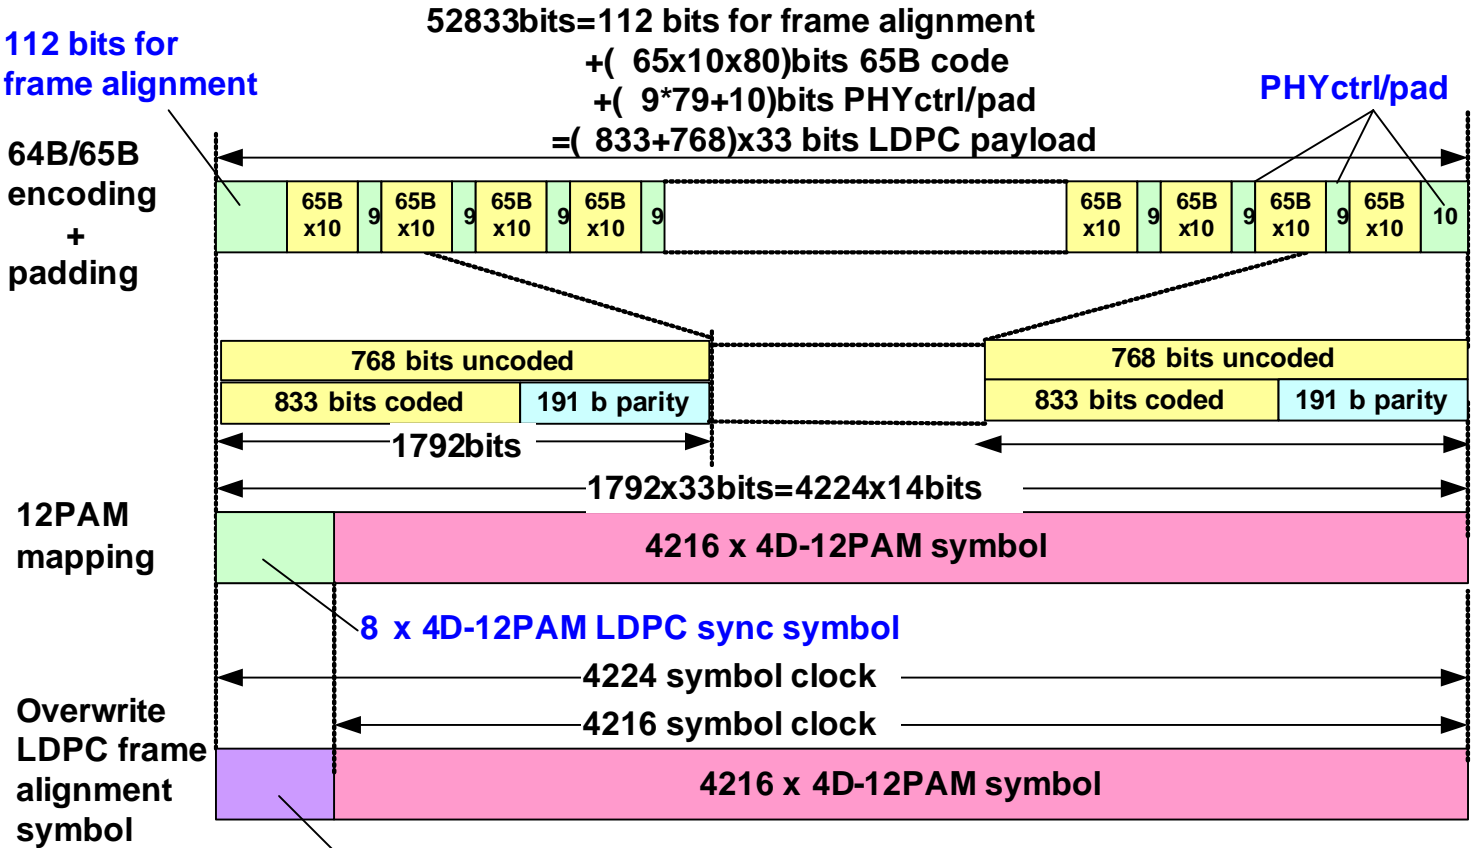 52833bits=112 bits for frame alignment
+( 65x10x80)bits 65B code
+( 9*79+10)bits PHYctrl/pad
=( 833+768)x33 bits LDPC payload
112 bits for
frame alignment
PHYctrl/pad
64B/65B
encoding
+
padding
65B x10 9 65B x10 9 65B x10 9 65B x10 9 65B x10 9 65B x10 9 65B x10 9 65B x10 10
768 bits uncoded 768 bits uncoded
833 bits coded 191 b parity 833 bits coded 191 b parity
1792bits
1792x33bits=4224x14bits
12PAM
mapping
4216 x 4D-12PAM symbol
8 x 4D-12PAM LDPC sync symbol
4224 symbol clock
4216 symbol clock
Overwrite
LDPC frame
alignment
symbol
4216 x 4D-12PAM symbol